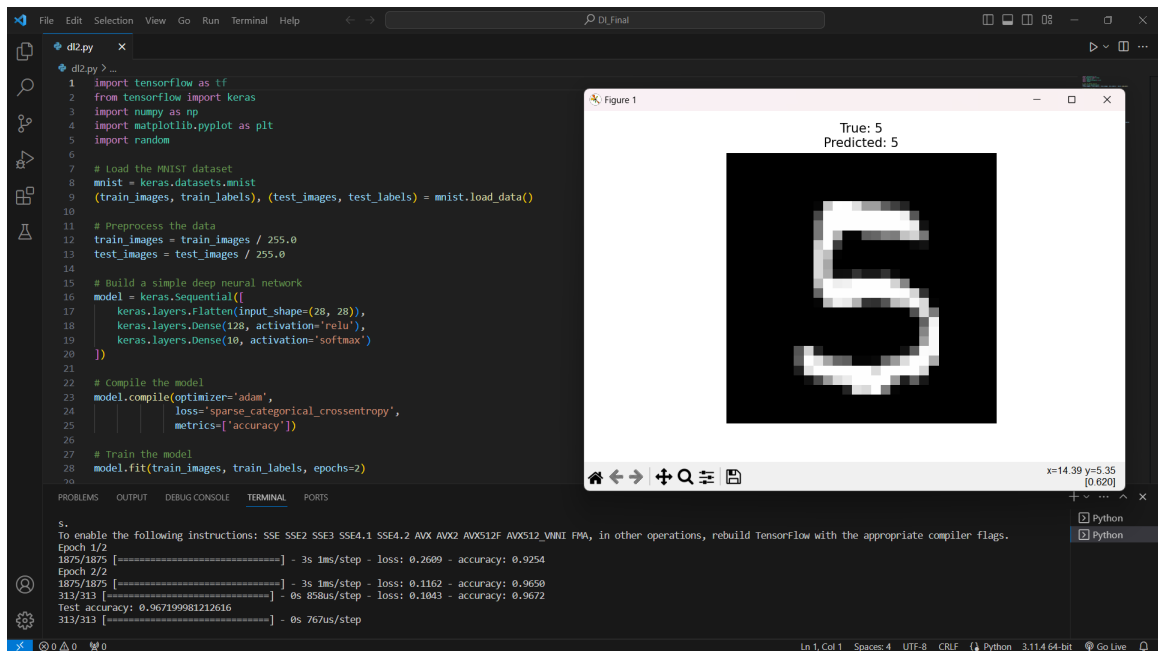 File Edit Selection View Go Run Terminal Help
DI_Final
dl2.py
dl2.py > ...
1 import tensorflow as tf
2 from tensorflow import keras
3 import numpy as np
4 import matplotlib.pyplot as plt
5 import random
6
7 # Load the MNIST dataset
8 mnist = keras.datasets.mnist
9 (train_images, train_labels), (test_images, test_labels) = mnist.load_data()
10
11 # Preprocess the data
12 train_images = train_images / 255.0
13 test_images = test_images / 255.0
14
15 # Build a simple deep neural network
16 model = keras.Sequential([
17 keras.layers.Flatten(input_shape=(28, 28)),
18 keras.layers.Dense(128, activation='relu'),
19 keras.layers.Dense(10, activation='softmax')
20 ])
21
22 # Compile the model
23 model.compile(optimizer='adam',
24 loss='sparse_categorical_crossentropy',
25 metrics=['accuracy'])
26
27 # Train the model
28 model.fit(train_images, train_labels, epochs=2)
29
Figure 1
True: 5
Predicted: 5
5
x=14.39 y=5.35
[0.620]
PROBLEMS OUTPUT DEBUG CONSOLE TERMINAL PORTS
s.
To enable the following instructions: SSE SSE2 SSE3 SSE4.1 SSE4.2 AVX AVX2 AVX512F AVX512_VNNI FMA, in other operations, rebuild TensorFlow with the appropriate compiler flags.
Epoch 1/2
1875/1875 [==============================] - 3s 1ms/step - loss: 0.2609 - accuracy: 0.9254
Epoch 2/2
1875/1875 [==============================] - 3s 1ms/step - loss: 0.1162 - accuracy: 0.9650
313/313 [==============================] - 0s 858us/step - loss: 0.1043 - accuracy: 0.9672
Test accuracy: 0.967199981212616
313/313 [==============================] - 0s 767us/step
Python
Python
0 0 0 Ln 1, Col 1 Spaces: 4 UTF-8 CRLF Python 3.11.4 64-bit Go Live